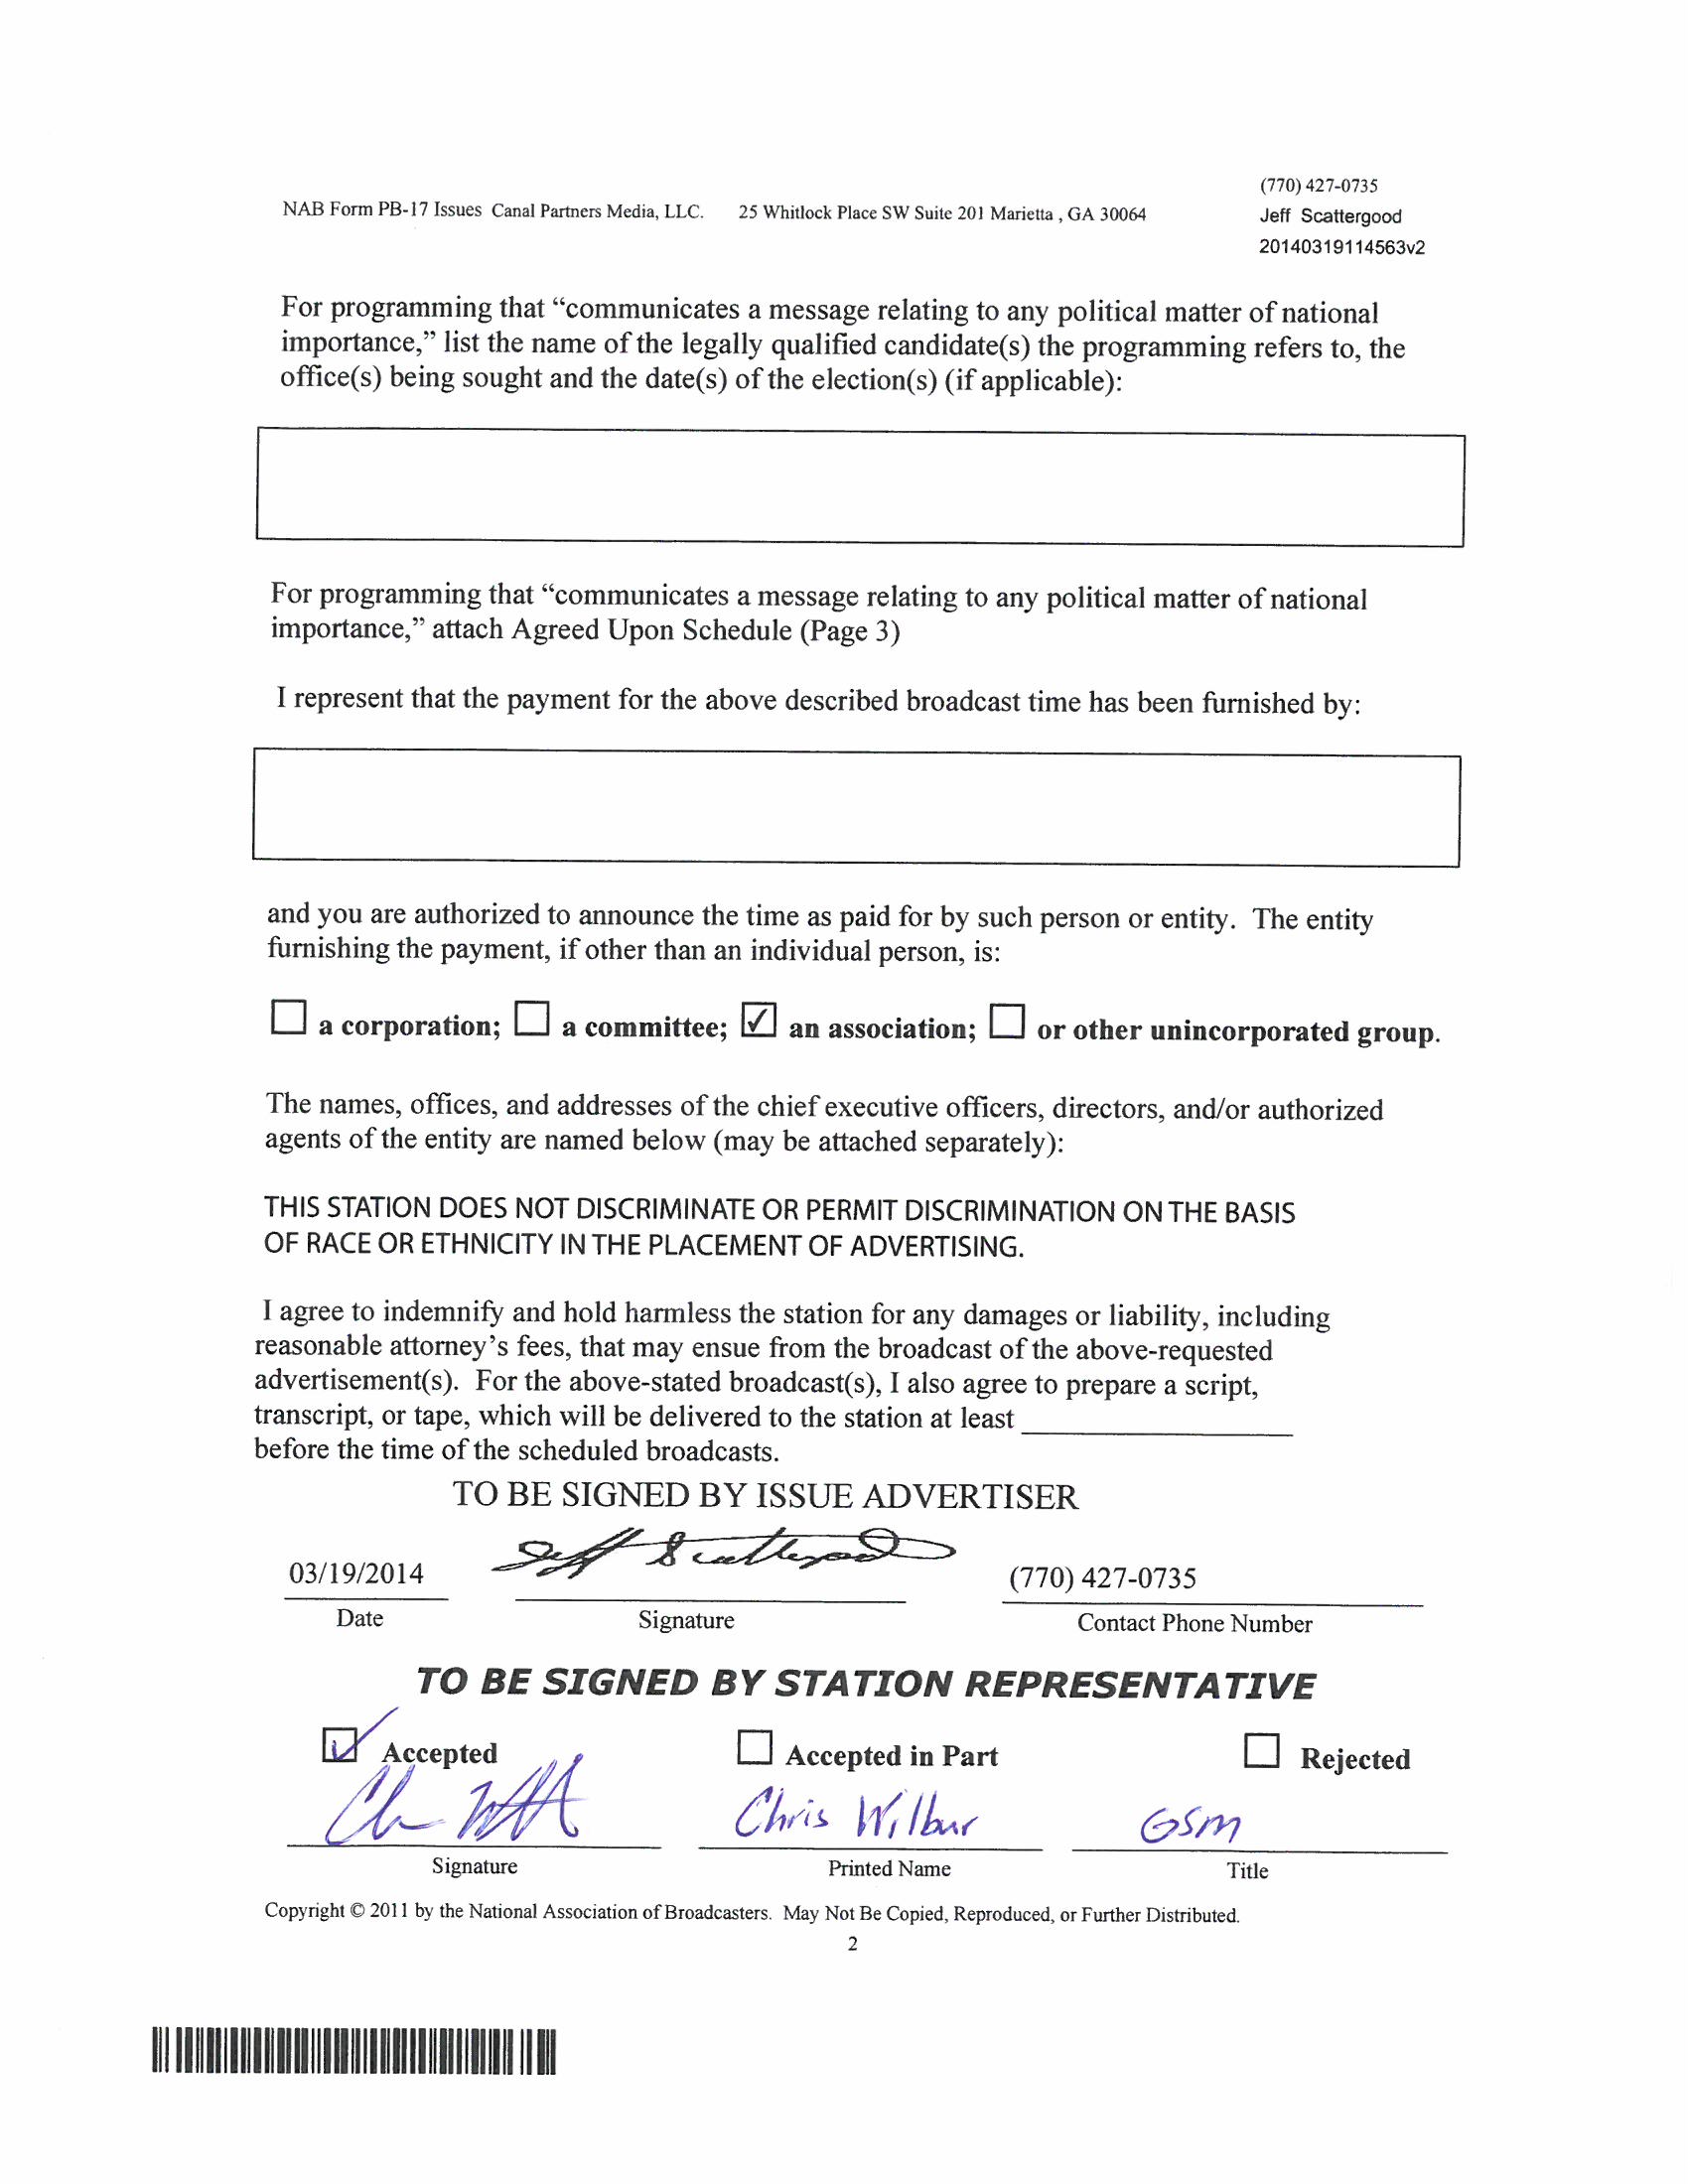 (770) 427-0735
NAB Form PB-17 Issues Canal Partners Media, LLC. 25 Whitlock Place SW Suite 201 Marietta , GA 30064
Jeff Scattergood
20140319114563v2
For programming that “communicates a message relating to any political matter of national
importance,” list the name of the legally qualified candidate(s) the programming refers to, the
office(s) being sought and the date(s) of the election(s) (if applicable):
For programming that “communicates a message relating to any political matter of national
importance,” attach Agreed Upon Schedule (Page 3)
I represent that the payment for the above described broadcast time has been furnished by:
and you are authorized to announce the time as paid for by such person or entity. The entity
furnishing the payment, if other than an individual person, is:
a corporation; a committee; ✓ an association; or other unincorporated group.
The names, offices, and addresses of the chief executive officers, directors, and/or authorized
agents of the entity are named below (may be attached separately):
THIS STATION DOES NOT DISCRIMINATE OR PERMIT DISCRIMINATION ON THE BASIS
OF RACE OR ETHNICITY IN THE PLACEMENT OF ADVERTISING.
I agree to indemnify and hold harmless the station for any damages or liability, including
reasonable attorney’s fees, that may ensue from the broadcast of the above-requested
advertisement(s). For the above-stated broadcast(s), I also agree to prepare a script,
transcript, or tape, which will be delivered to the station at least
before the time of the scheduled broadcasts.
TO BE SIGNED BY ISSUE ADVERTISER
03/19/2014 Jeff Scattergood (770) 427-0735
Date Signature Contact Phone Number
TO BE SIGNED BY STATION REPRESENTATIVE
✓ Accepted Accepted in Part Rejected
Chris Wilbur GSM
Signature Printed Name Title
Copyright © 2011 by the National Association of Broadcasters. May Not Be Copied, Reproduced, or Further Distributed.
2